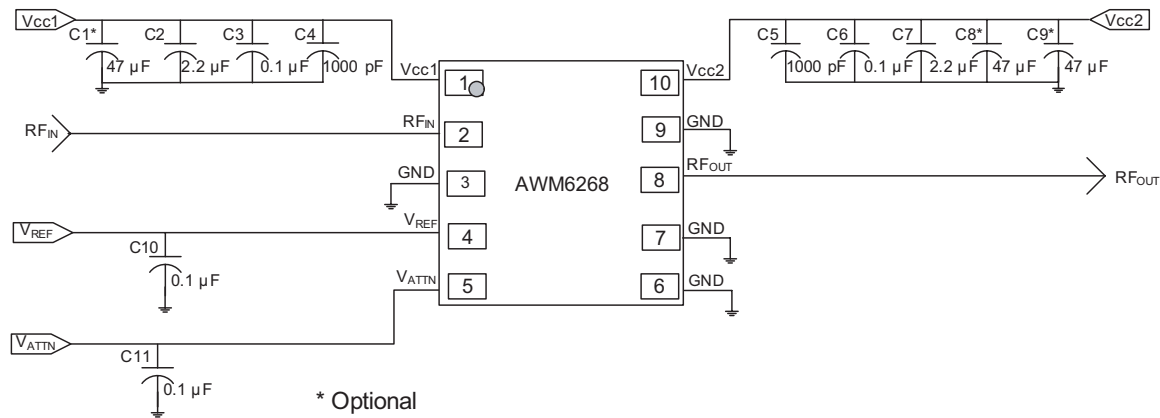 Vcc1
C1*
C2
C3
C4
47 µF
2.2 µF
0.1 µF
1000 pF
Vcc2
C5
C6
C7
C8*
C9*
1000 pF
0.1 µF
2.2 µF
47 µF
47 µF
Vcc1
1
10
Vcc2
RFIN
RFIN
2
9
GND
GND
3
AWM6268
8
RFOUT
RFOUT
VREF
VREF
4
7
GND
C10
0.1 µF
VATTN
5
6
GND
VATTN
C11
0.1 µF
* Optional